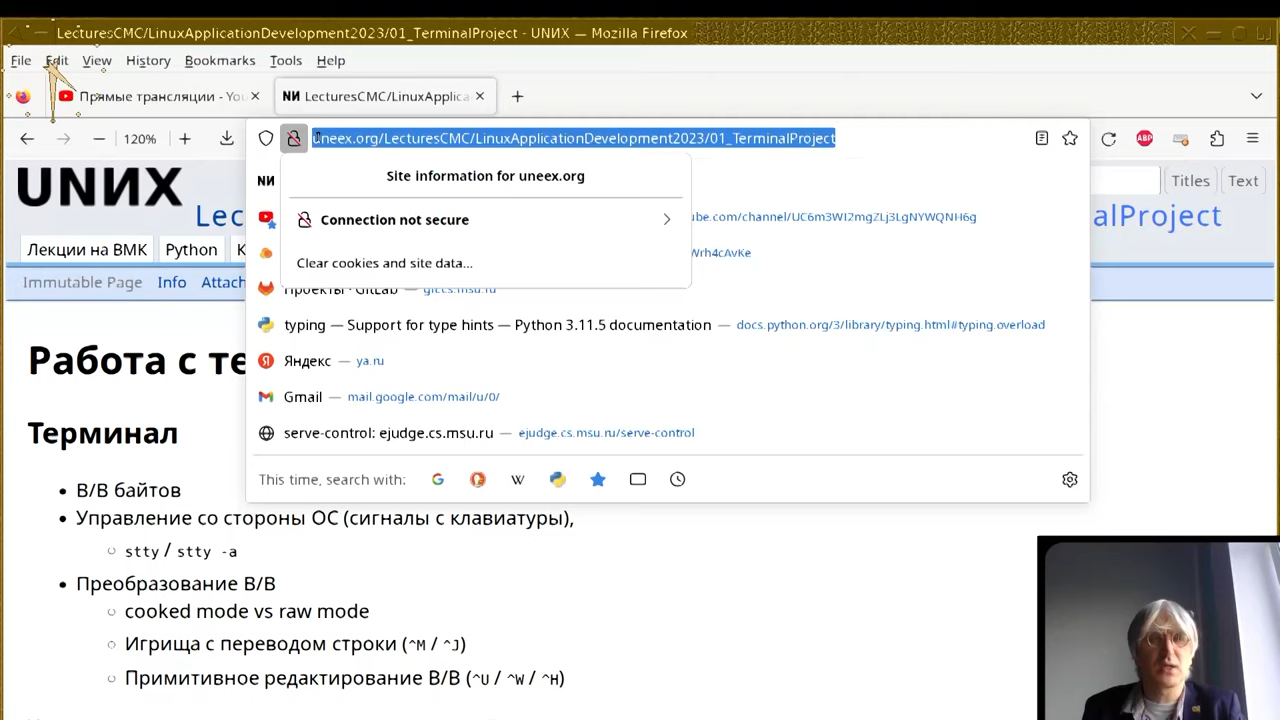 LecturesCMC/LinuxApplicationDevelopment2023/01_TerminalProject - UNИX — Mozilla Firefox
File Edit View History Bookmarks Tools Help
Прямые трансляции - You
NИ LecturesCMC/LinuxApplica
120%
uneex.org/LecturesCMC/LinuxApplicationDevelopment2023/01_TerminalProject
ABP
UNИX
Lec
alProject
Titles Text
Site information for uneex.org
NИ
Connection not secure
ube.com/channel/UC6m3WI2mgZLj3LgNYWQNH6g
Лекции на ВМК Python K
Wrh4cAvKe
Clear cookies and site data...
Immutable Page Info Attach
Проекты · GitLab — gitcs.msu.ru
typing — Support for type hints — Python 3.11.5 documentation — docs.python.org/3/library/typing.html#typing.overload
Яндекс — ya.ru
Gmail — mail.google.com/mail/u/0/
serve-control: ejudge.cs.msu.ru — ejudge.cs.msu.ru/serve-control
This time, search with: G W
Работа с те
Терминал
В/В байтов
Управление со стороны ОС (сигналы с клавиатуры),
stty / stty -a
Преобразование В/В
cooked mode vs raw mode
Игрища с переводом строки (^M / ^J)
Примитивное редактирование В/В (^U / ^W / ^H)